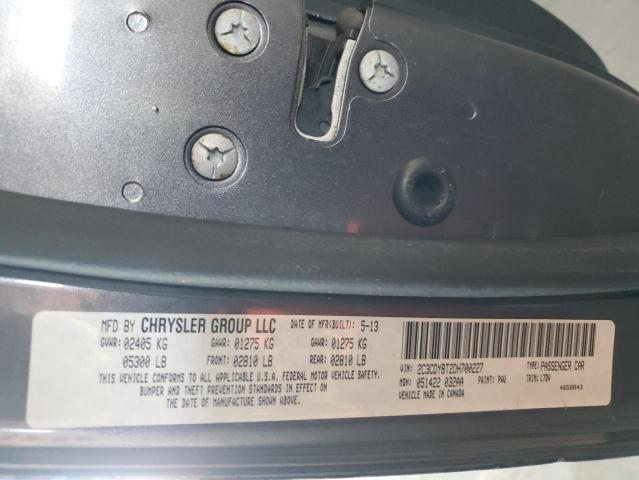 MFD BY CHRYSLER GROUP LLC DATE OF MFR(BUILT): 5-13
GVWR: 02405 KG GAWR: 01275 KG GAWR: 01275 KG
05300 LB FRONT: 02810 LB REAR: 02810 LB
THIS VEHICLE CONFORMS TO ALL APPLICABLE U.S.A. FEDERAL MOTOR VEHICLE SAFETY,
BUMPER AND THEFT PREVENTION STANDARDS IN EFFECT ON
THE DATE OF MANUFACTURE SHOWN ABOVE.
VIN: 2C3CDYBT2DH700227 TYPE: PASSENGER CAR
MDH: 051422 032AA PAINT: PAU TRIM: L7DV
VEHICLE MADE IN CANADA 4658843